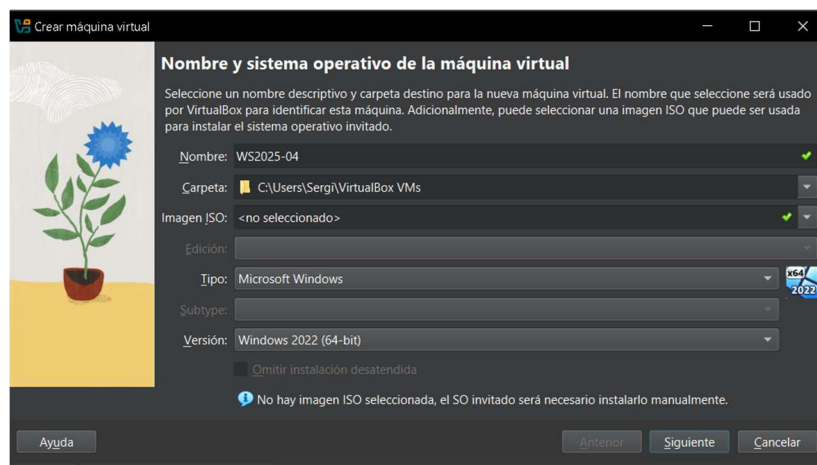 Crear máquina virtual
Nombre y sistema operativo de la máquina virtual
Seleccione un nombre descriptivo y carpeta destino para la nueva máquina virtual. El nombre que seleccione será usado
por VirtualBox para identificar esta máquina. Adicionalmente, puede seleccionar una imagen ISO que puede ser usada
para instalar el sistema operativo invitado.
Nombre: WS2025-04
Carpeta: C:\Users\Sergi\VirtualBox VMs
Imagen ISO: <no seleccionado>
Edición:
Tipo: Microsoft Windows
x64
2022
Subtype:
Versión: Windows 2022 (64-bit)
Omitir instalación desatendida
No hay imagen ISO seleccionada, el SO invitado será necesario instalarlo manualmente.
Ayuda Anterior Siguiente Cancelar